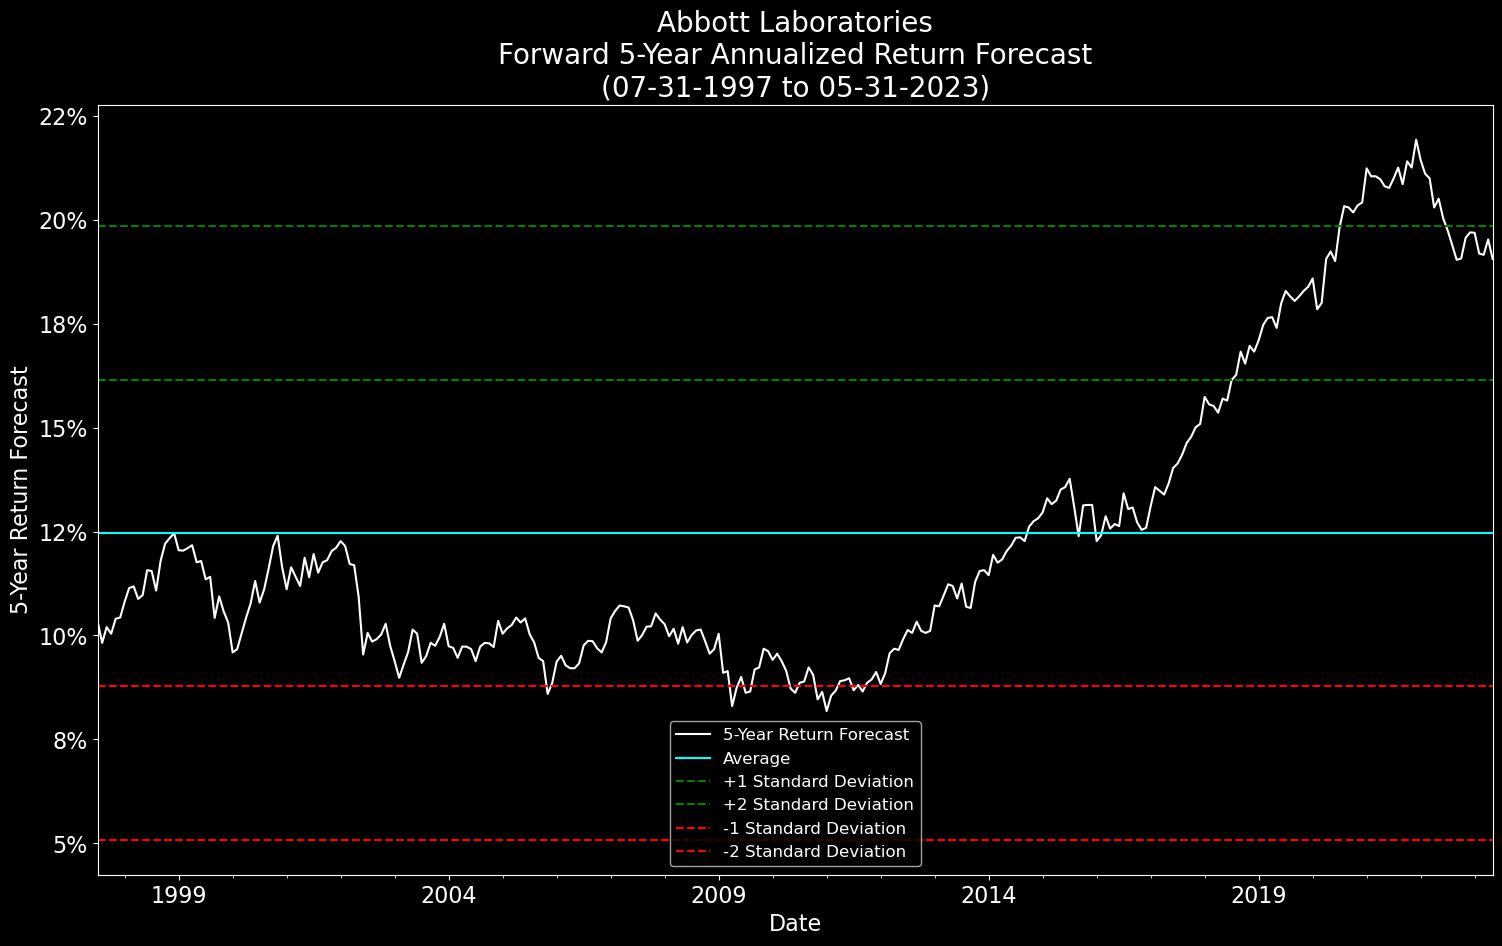 Abbott Laboratories
Forward 5-Year Annualized Return Forecast
(07-31-1997 to 05-31-2023)
5-Year Return Forecast
22%
20%
18%
15%
12%
10%
8%
5%
5-Year Return Forecast
Average
+1 Standard Deviation
+2 Standard Deviation
-1 Standard Deviation
-2 Standard Deviation
1999 2004 2009 2014 2019
Date